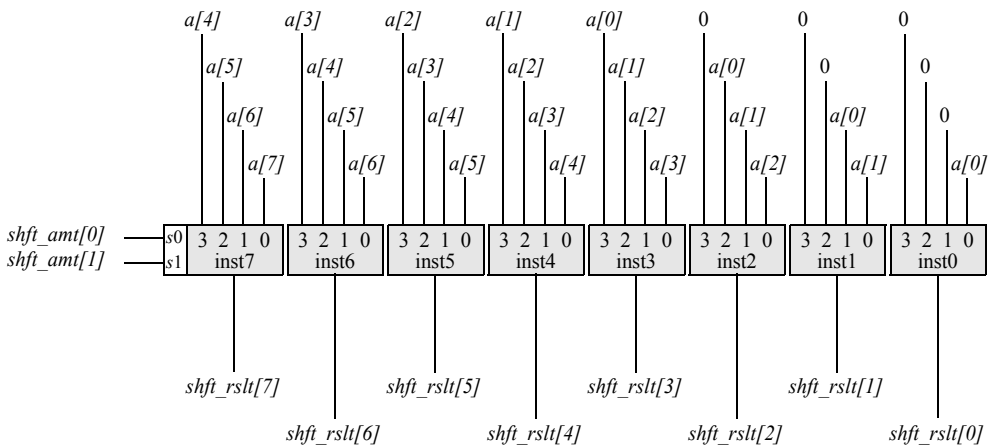 a[4] a[3] a[2] a[1] a[0] 0 0 0
a[5] a[4] a[3] a[2] a[1] a[0] 0 0
a[6] a[5] a[4] a[3] a[2] a[1] a[0] 0
a[7] a[6] a[5] a[4] a[3] a[2] a[1] a[0]
shft_amt[0] s0 3 2 1 0 3 2 1 0 3 2 1 0 3 2 1 0 3 2 1 0 3 2 1 0 3 2 1 0 3 2 1 0
shft_amt[1] s1 inst7 inst6 inst5 inst4 inst3 inst2 inst1 inst0
shft_rslt[7] shft_rslt[5] shft_rslt[3] shft_rslt[1]
shft_rslt[6] shft_rslt[4] shft_rslt[2] shft_rslt[0]